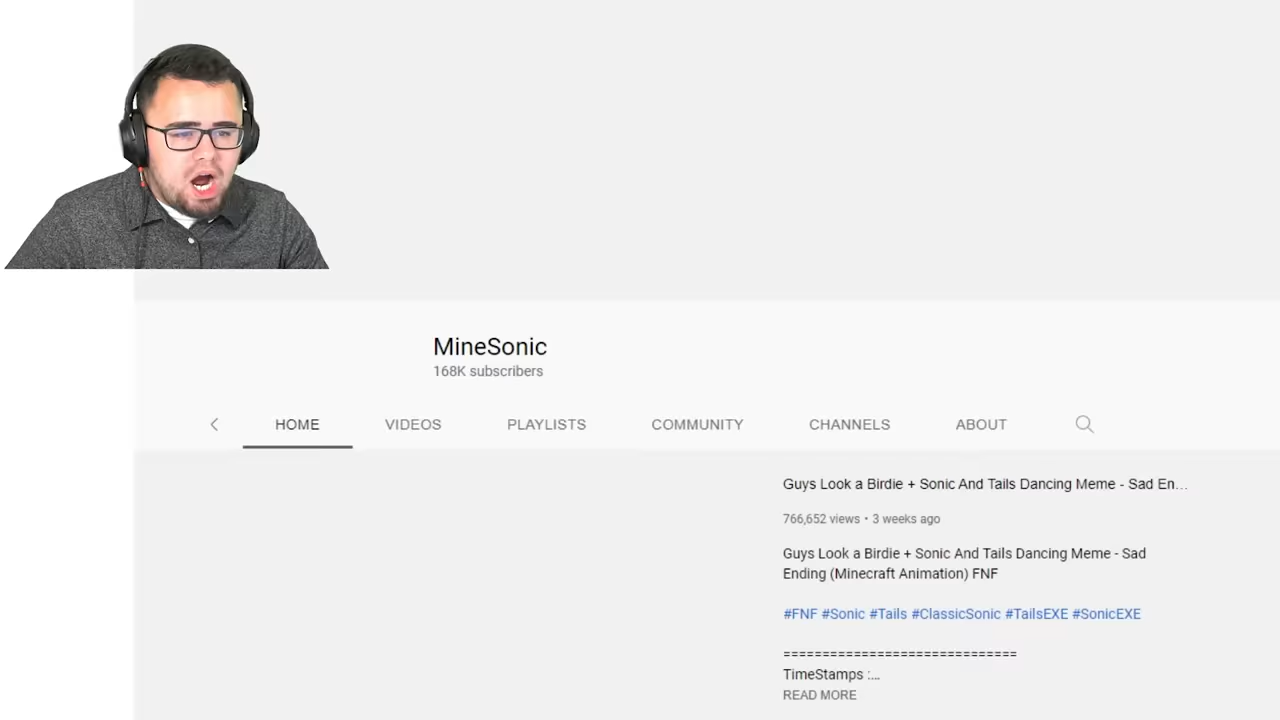 MineSonic
168K subscribers
HOME VIDEOS PLAYLISTS COMMUNITY CHANNELS ABOUT
Guys Look a Birdie + Sonic And Tails Dancing Meme - Sad En…
766,652 views • 3 weeks ago
Guys Look a Birdie + Sonic And Tails Dancing Meme - Sad
Ending (Minecraft Animation) FNF
#FNF #Sonic #Tails #ClassicSonic #TailsEXE #SonicEXE
==============================
TimeStamps :...
READ MORE